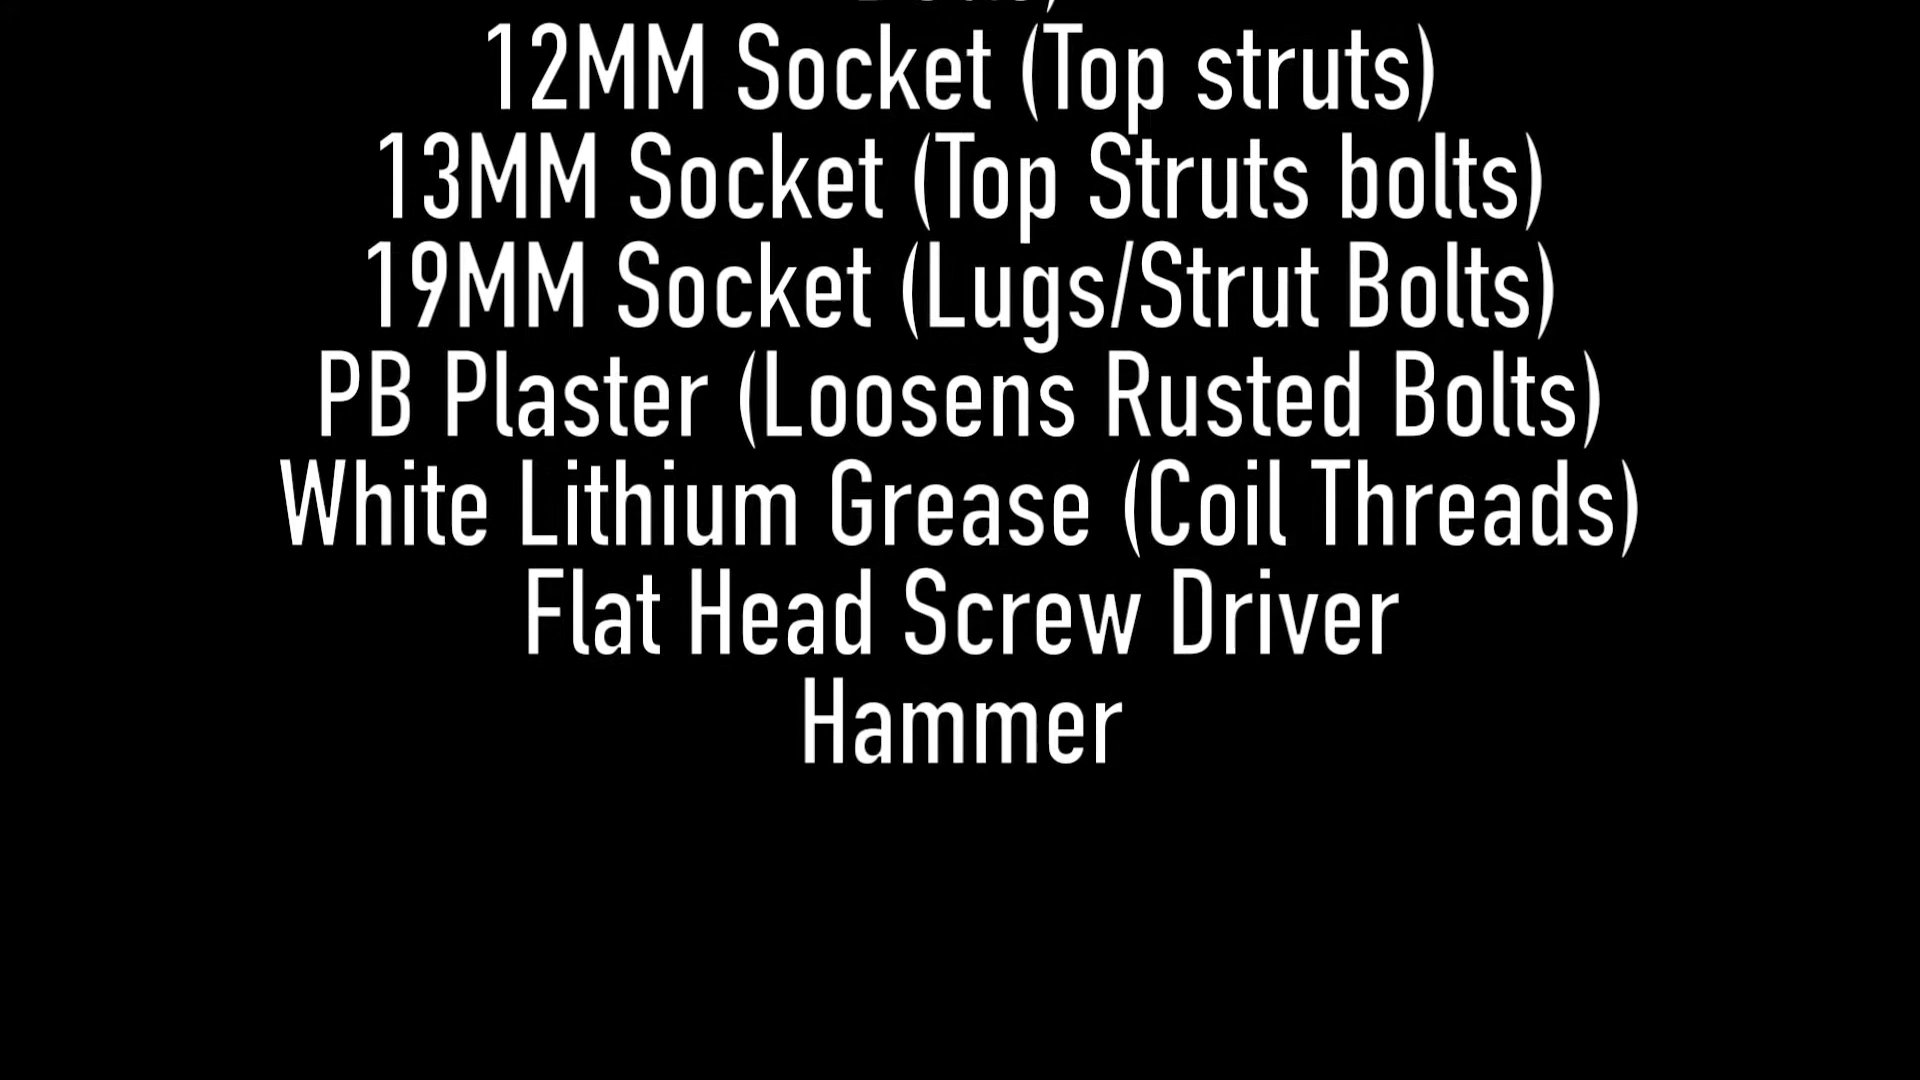 12MM Socket (Top struts)
13MM Socket (Top Struts bolts)
19MM Socket (Lugs/Strut Bolts)
PB Plaster (Loosens Rusted Bolts)
White Lithium Grease (Coil Threads)
Flat Head Screw Driver
Hammer